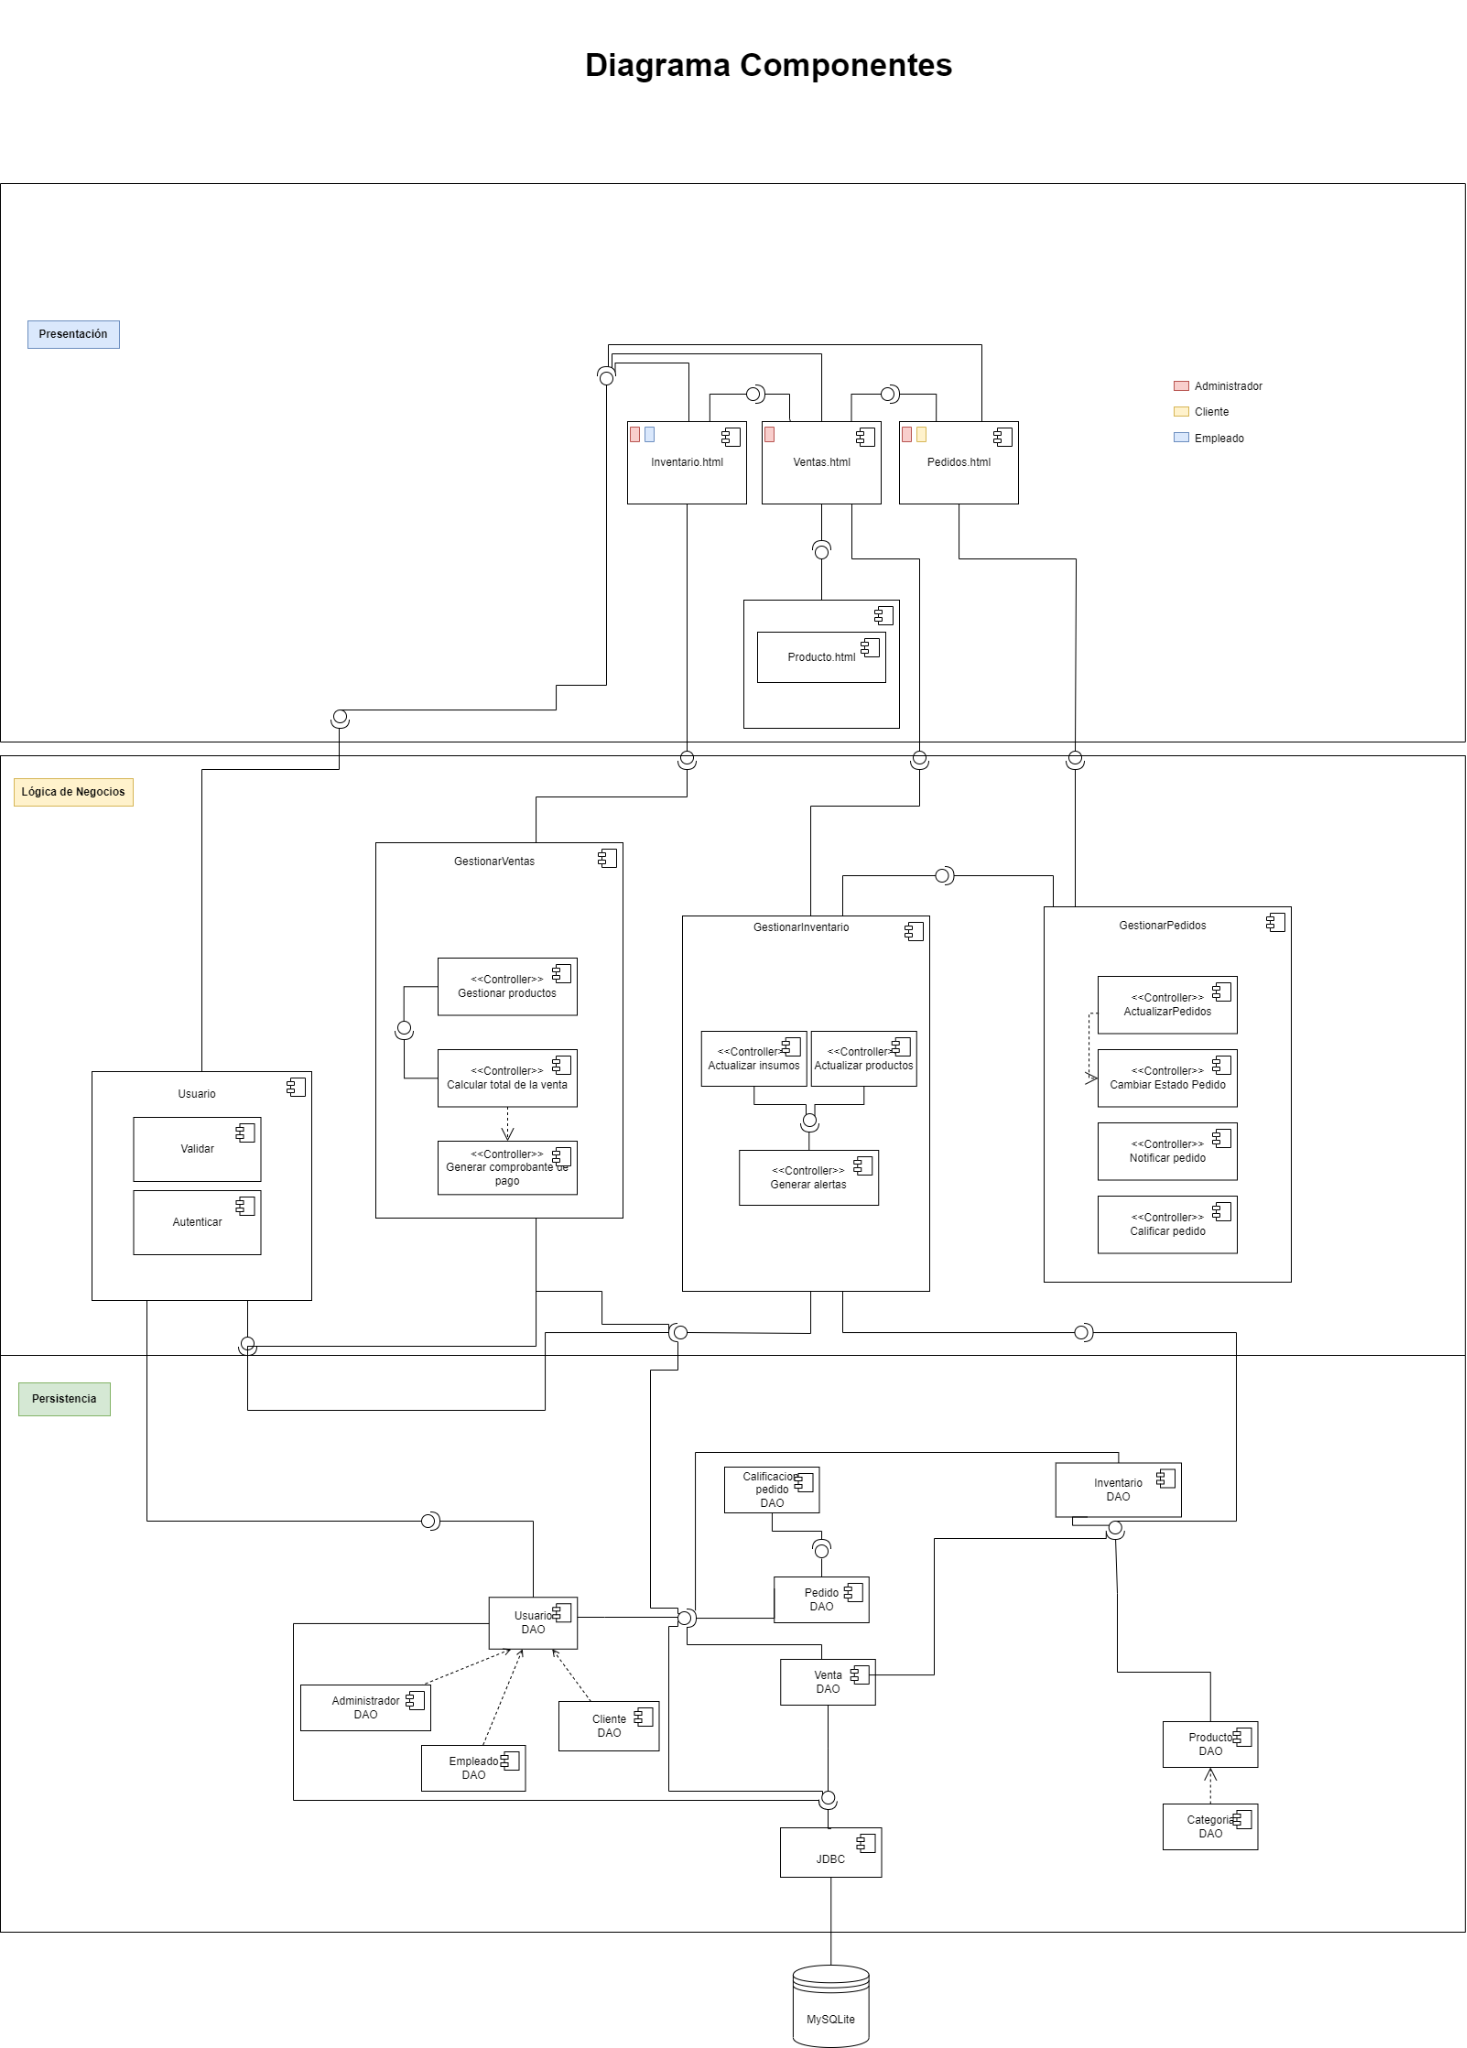 Diagrama Componentes
Presentación
Administrador
Cliente
Empleado
Inventario.html
Ventas.html
Pedidos.html
Producto.html
Lógica de Negocios
GestionarVentas
<<Controller>>
Gestionar productos
<<Controller>>
Calcular total de la venta
<<Controller>>
Generar comprobante de
pago
GestionarInventario
<<Controller>>
Actualizar insumos
<<Controller>>
Actualizar productos
<<Controller>>
Generar alertas
GestionarPedidos
<<Controller>>
ActualizarPedidos
<<Controller>>
Cambiar Estado Pedido
<<Controller>>
Notificar pedido
<<Controller>>
Calificar pedido
Usuario
Validar
Autenticar
Persistencia
Calificacion
pedido
DAO
Inventario
DAO
Pedido
DAO
Usuario
DAO
Venta
DAO
Administrador
DAO
Cliente
DAO
Empleado
DAO
Producto
DAO
Categoria
DAO
JDBC
MySQLite